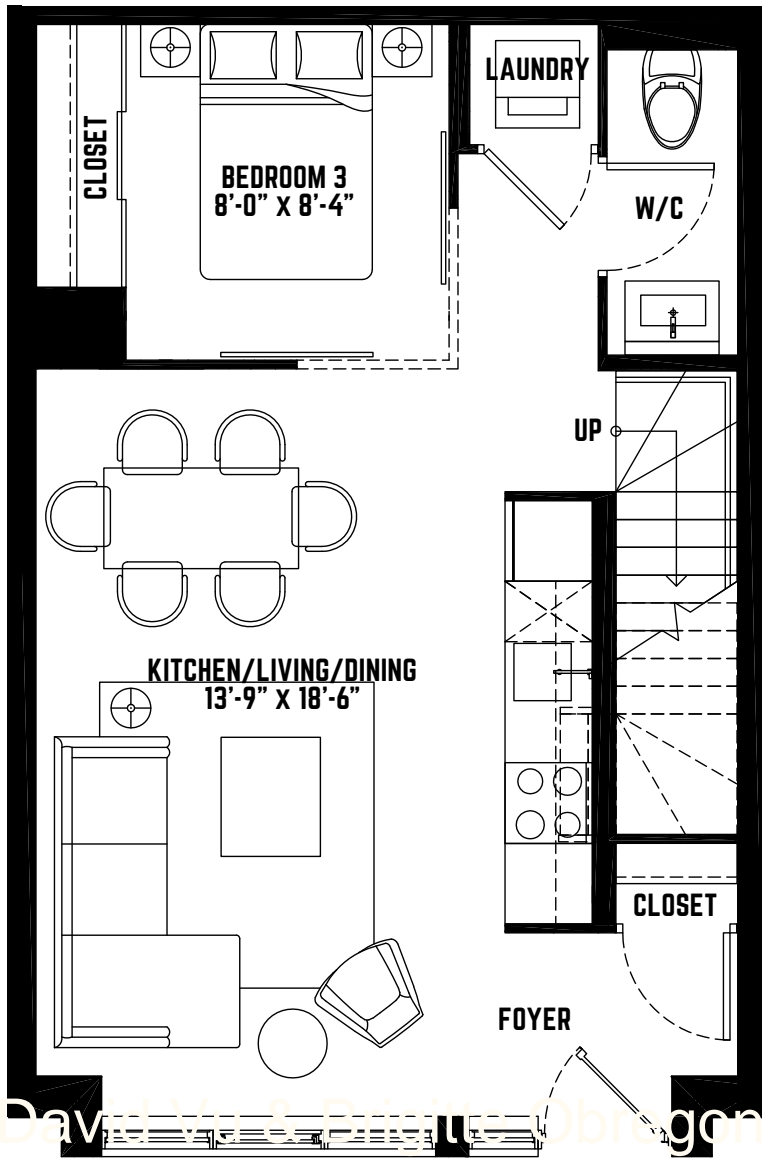 LAUNDRY
CLOSET
BEDROOM 3
8'-0" X 8'-4"
W/C
UP
KITCHEN/LIVING/DINING
13'-9" X 18'-6"
CLOSET
FOYER
David Vu & Brigitte Obregon